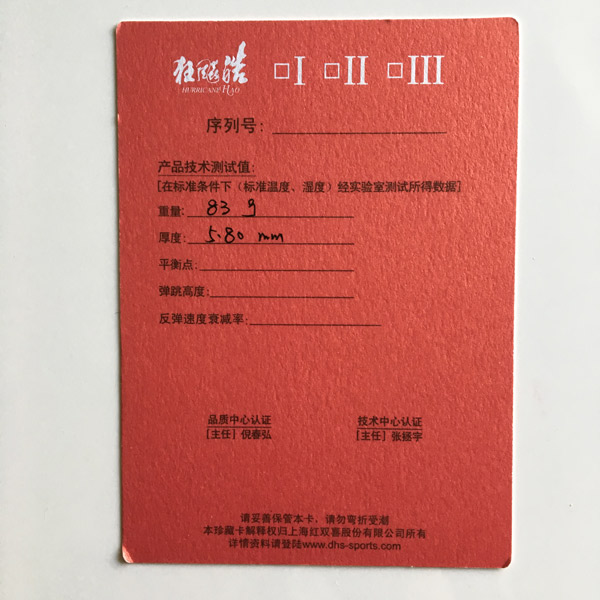 狂飚浩 □I □II □III
HURRICANE HAO
序列号：
产品技术测试值：
[在标准条件下（标准温度、湿度）经实验室测试所得数据]
重量： 83 g
厚度： 5.80 mm
平衡点：
弹跳高度：
反弹速度衰减率：
品质中心认证 技术中心认证
[主任] 倪春弘 [主任] 张拯宇
请妥善保管本卡，请勿弯折受潮
本珍藏卡解释权归上海红双喜股份有限公司所有
详情资料请登陆www.dhs-sports.com